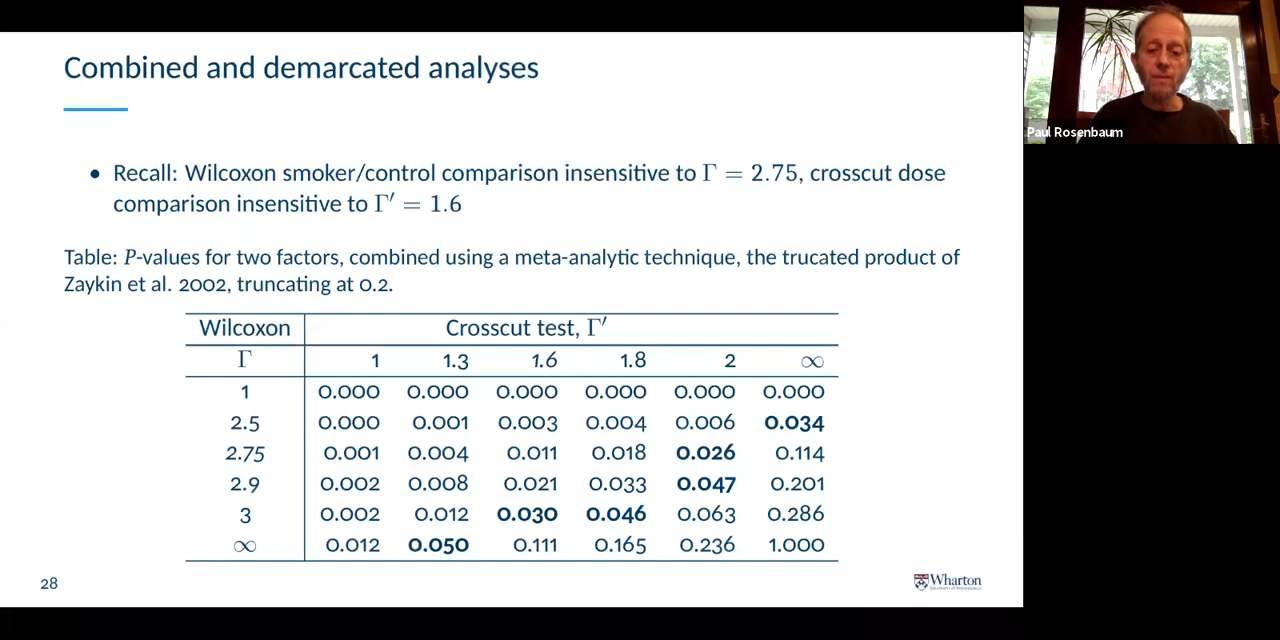 Combined and demarcated analyses
• Recall: Wilcoxon smoker/control comparison insensitive to Γ = 2.75, crosscut dose
comparison insensitive to Γ′ = 1.6
Table: P-values for two factors, combined using a meta-analytic technique, the trucated product of
Zaykin et al. 2002, truncating at 0.2.
Wilcoxon Crosscut test, Γ′
Γ 1 1.3 1.6 1.8 2 ∞
1 0.000 0.000 0.000 0.000 0.000 0.000
2.5 0.000 0.001 0.003 0.004 0.006 0.034
2.75 0.001 0.004 0.011 0.018 0.026 0.114
2.9 0.002 0.008 0.021 0.033 0.047 0.201
3 0.002 0.012 0.030 0.046 0.063 0.286
∞ 0.012 0.050 0.111 0.165 0.236 1.000
28
Wharton
Paul Rosenbaum